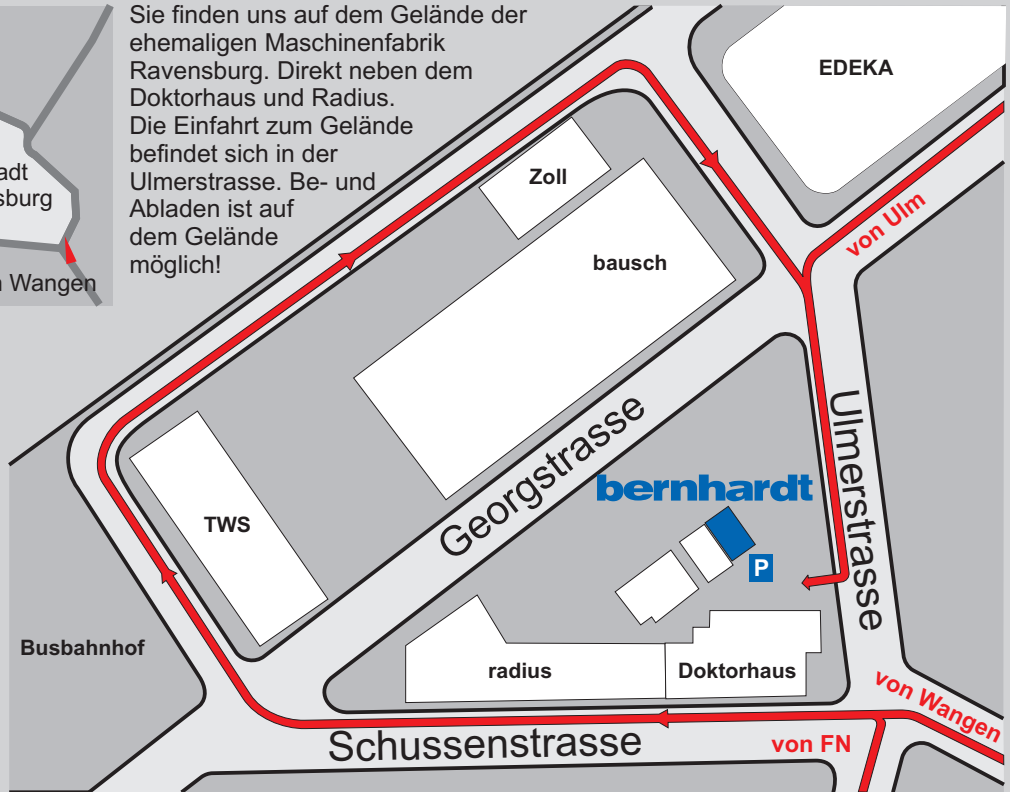 Sie finden uns auf dem Gelände der
ehemaligen Maschinenfabrik
Ravensburg. Direkt neben dem
Doktorhaus und Radius.
Die Einfahrt zum Gelände
befindet sich in der
Ulmerstrasse. Be- und
Abladen ist auf
dem Gelände
möglich!
adt
sburg
n Wangen
EDEKA
Zoll
von Ulm
bausch
Georgstrasse
Ulmerstrasse
bernhardt
TWS
P
Busbahnhof
radius
Doktorhaus
von Wangen
Schussenstrasse
von FN